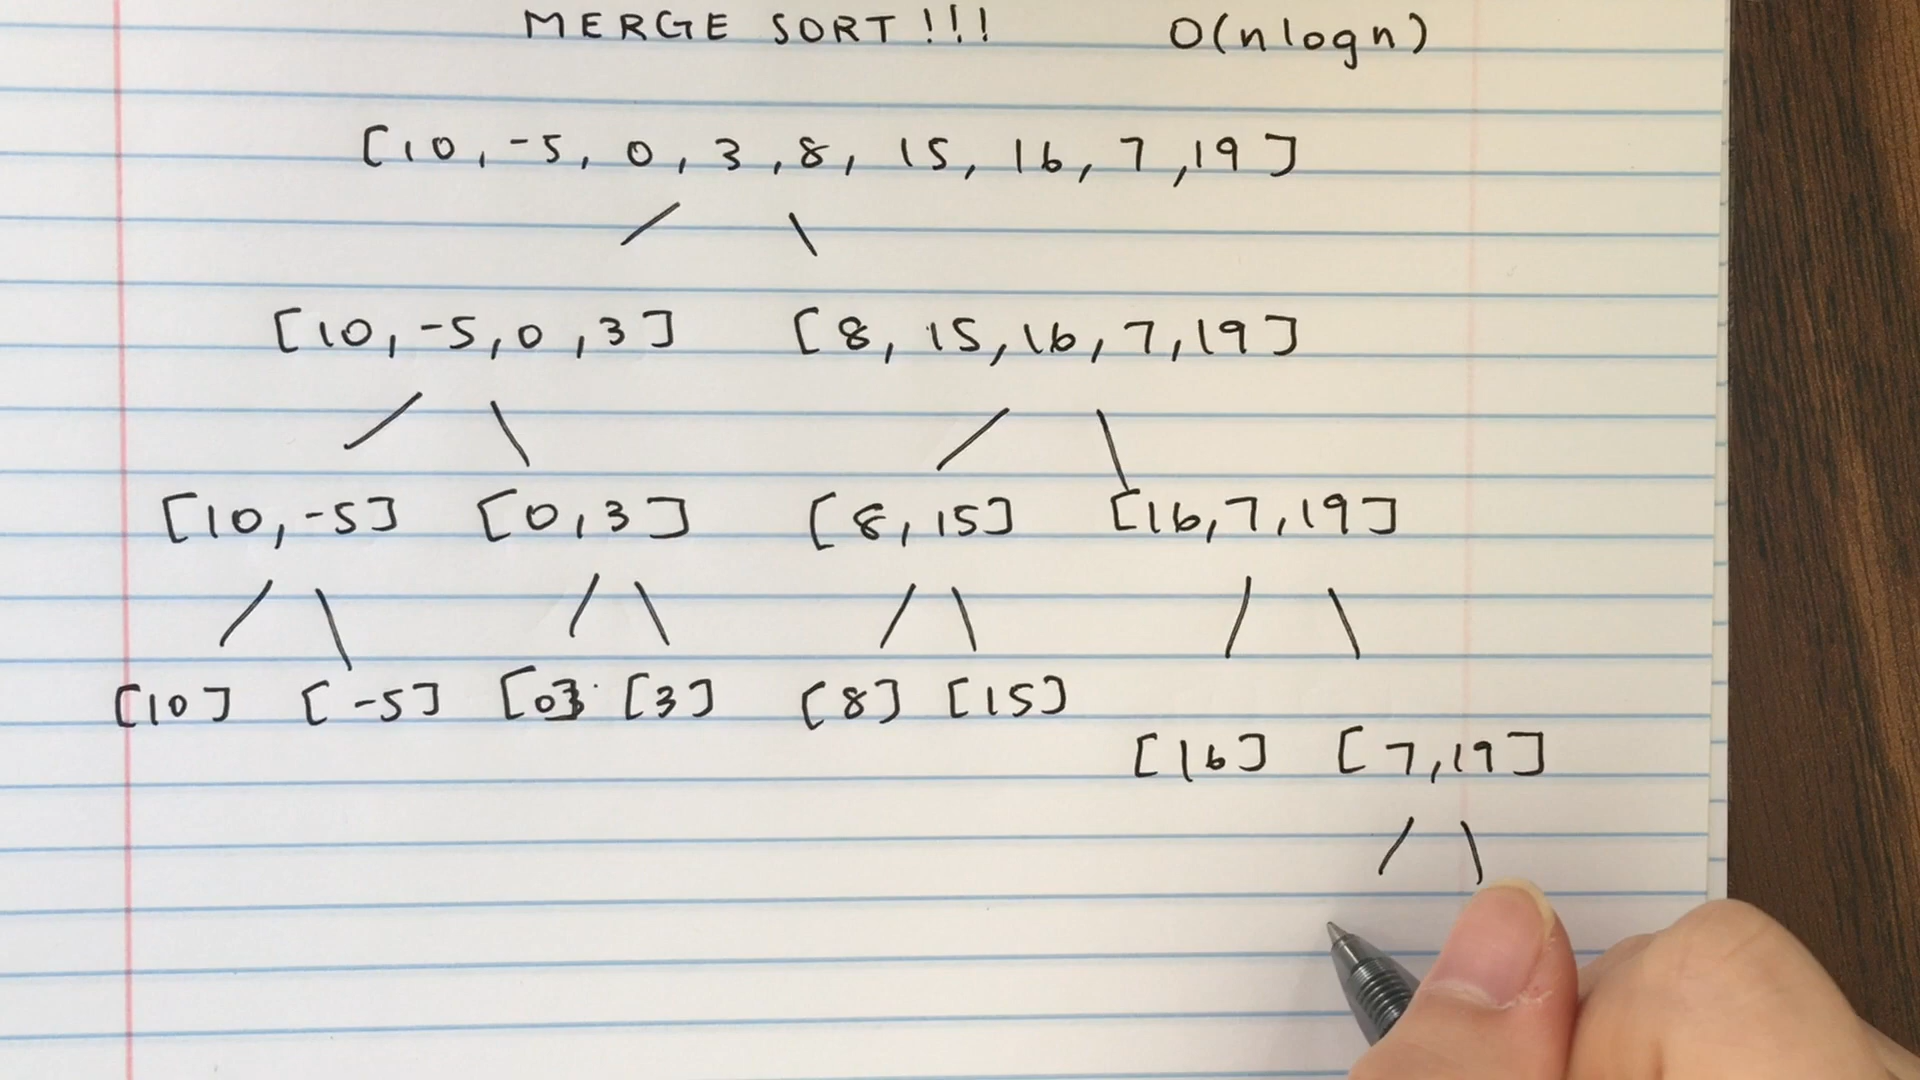 MERGE SORT!!! O(nlogn)
[10, -5, 0, 3, 8, 15, 16, 7, 19]
[10, -5, 0, 3] [8, 15, 16, 7, 19]
[10, -5] [0, 3] [8, 15] [16, 7, 19]
[10] [-5] [0] [3] [8] [15]
[16] [7, 19]